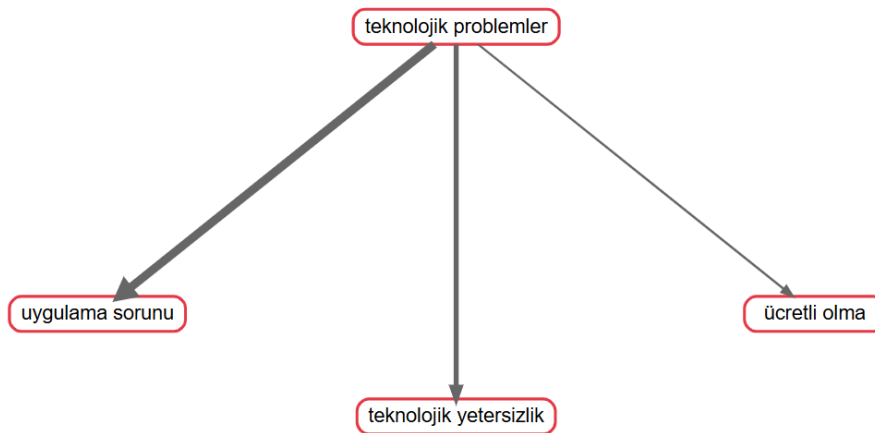 teknolojik problemler
uygulama sorunu
ücretli olma
teknolojik yetersizlik